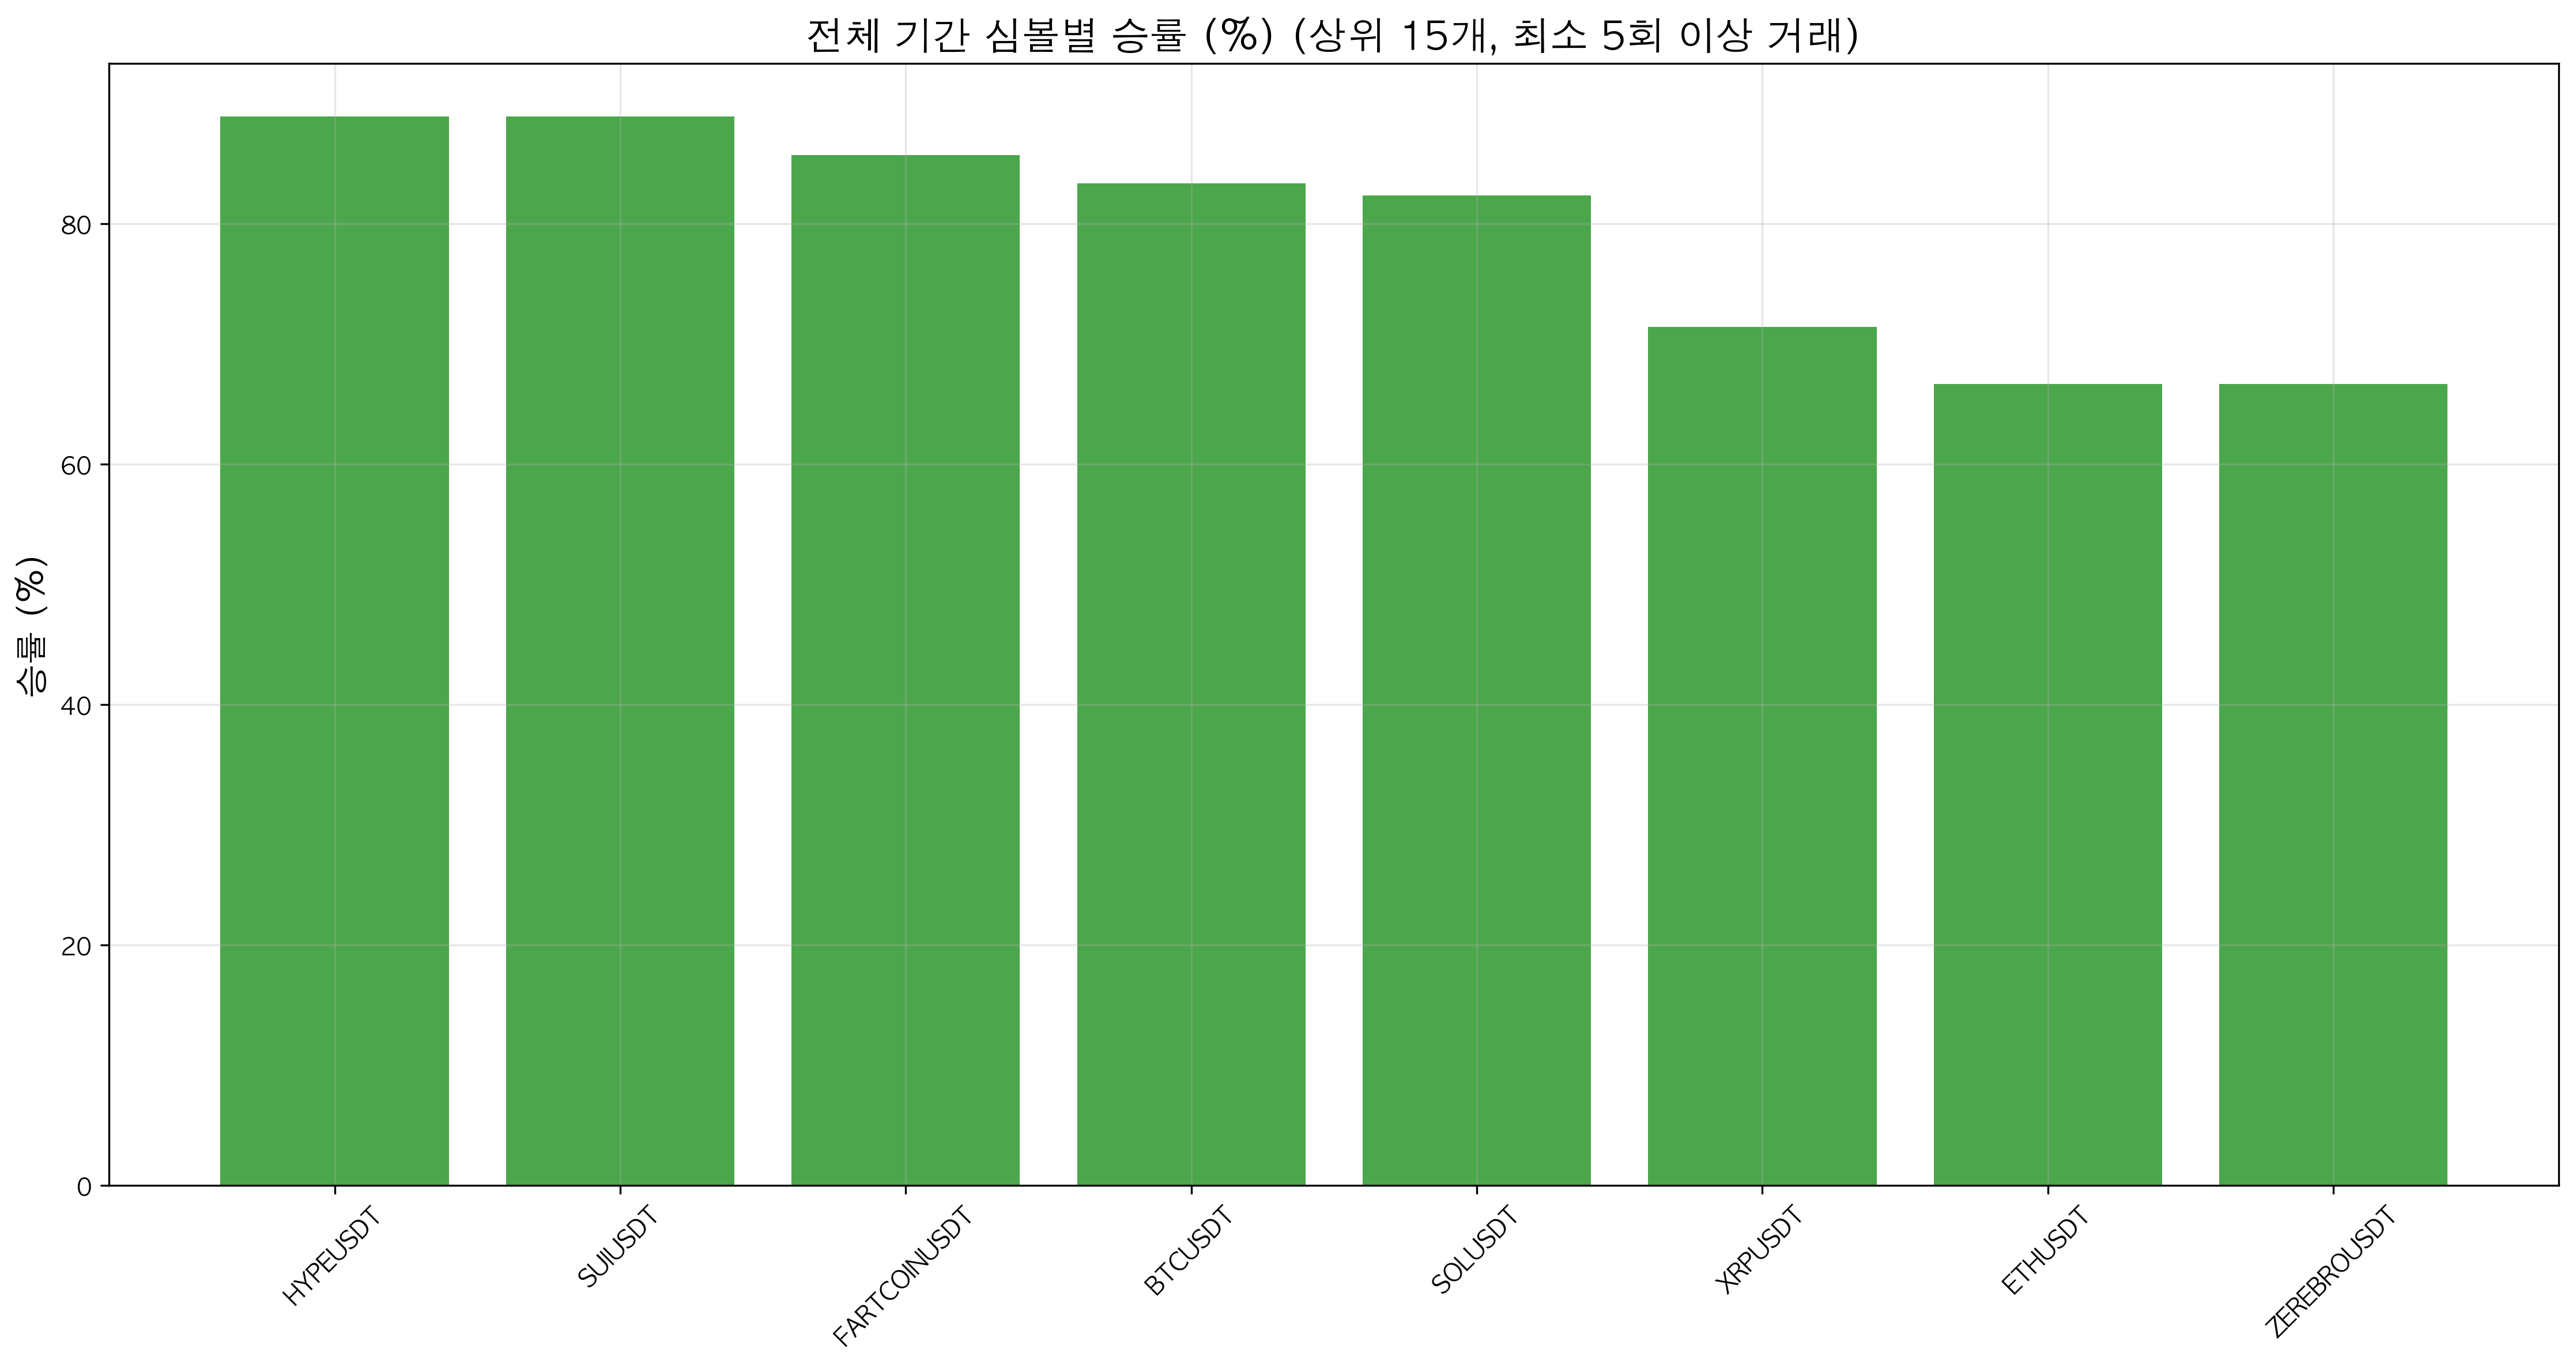 전체 기간 심볼별 승률 (%) (상위 15개, 최소 5회 이상 거래)
승률 (%)
80
60
40
20
0
HYPEUSDT
SUIUSDT
FARTCOINUSDT
BTCUSDT
SOLUSDT
XRPUSDT
ETHUSDT
ZEREBROUSDT